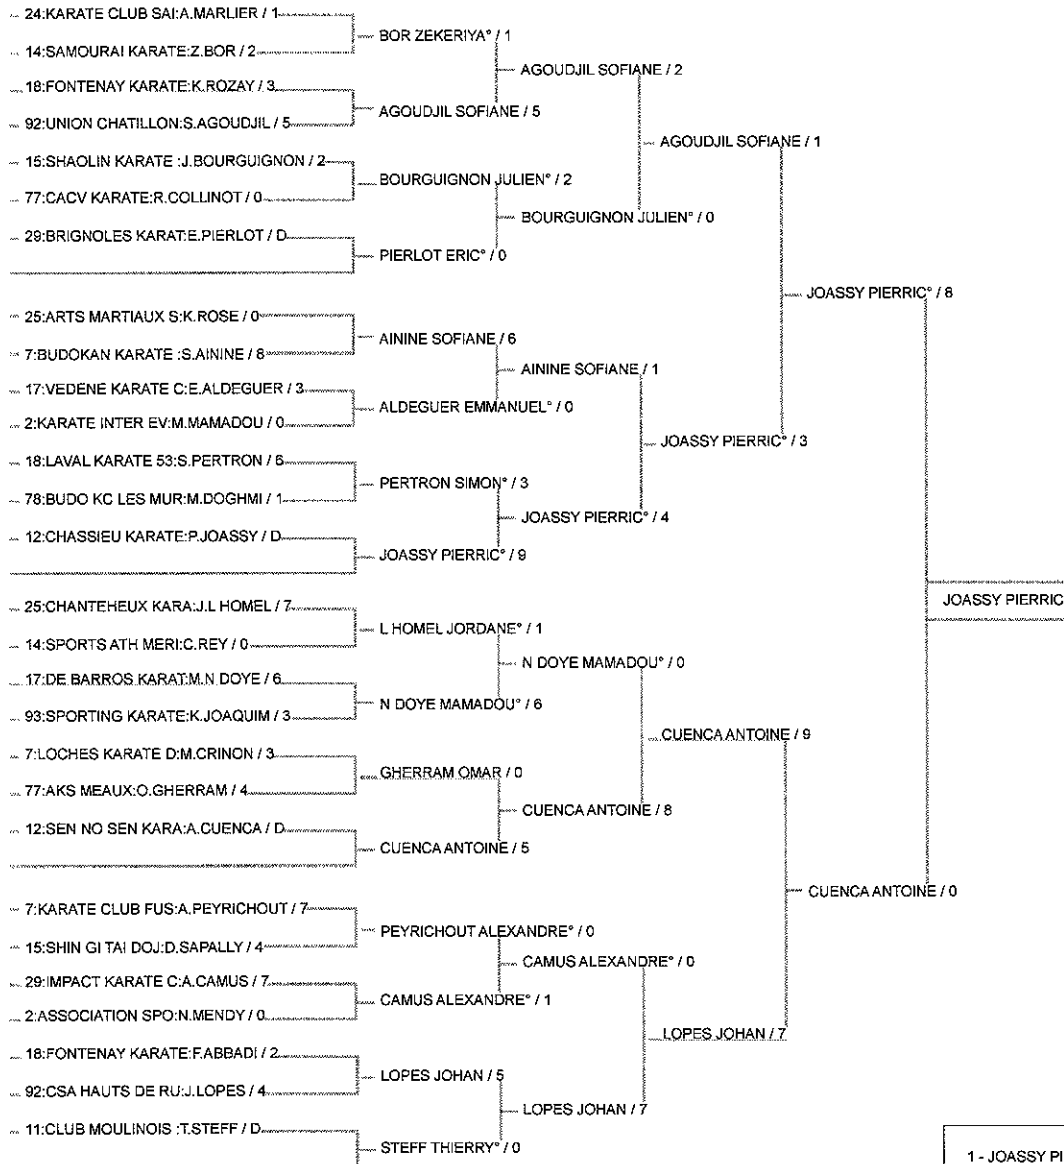 24:KARATE CLUB SAI:A.MARLIER / 1
14:SAMOURAI KARATE:Z.BOR / 2
18:FONTENAY KARATE:K.ROZAY / 3
92:UNION CHATILLON:S.AGOUDJIL / 5
15:SHAOLIN KARATE :J.BOURGUIGNON / 2
77:CACV KARATE:R.COLLINOT / 0
29:BRIGNOLES KARAT:E.PIERLOT / D
25:ARTS MARTIAUX S:K.ROSE / 0
7:BUDOKAN KARATE :S.AININE / 8
17:VEDENE KARATE C:E.ALDEGUER / 3
2:KARATE INTER EV:M.MAMADOU / 0
18:LAVAL KARATE 53:S.PERTRON / 6
78:BUDO KC LES MUR:M.DOGHMI / 1
12:CHASSIEU KARATE:P.JOASSY / D
25:CHANTEHEUX KARA:J.L HOMEL / 7
14:SPORTS ATH MERI:C.REY / 0
17:DE BARROS KARAT:M.N DOYE / 6
93:SPORTING KARATE:K.JOAQUIM / 3
7:LOCHES KARATE D:M.CRINON / 3
77:AKS MEAUX:O.GHERRAM / 4
12:SEN NO SEN KARA:A.CUENCA / D
7:KARATE CLUB FUS:A.PEYRICHOUT / 7
15:SHIN GI TAI DOJ:D.SAPALLY / 4
29:IMPACT KARATE C:A.CAMUS / 7
2:ASSOCIATION SPO:N.MENDY / 0
18:FONTENAY KARATE:F.ABBADI / 2
92:CSA HAUTS DE RU:J.LOPES / 4
11:CLUB MOULINOIS :T.STEFF / D
BOR ZEKERIYA° / 1
AGOUDJIL SOFIANE / 5
BOURGUIGNON JULIEN° / 2
PIERLOT ERIC° / 0
AININE SOFIANE / 6
ALDEGUER EMMANUEL° / 0
PERTRON SIMON° / 3
JOASSY PIERRIC° / 9
L HOMEL JORDANE° / 1
N DOYE MAMADOU° / 6
GHERRAM OMAR / 0
CUENCA ANTOINE / 5
PEYRICHOUT ALEXANDRE° / 0
CAMUS ALEXANDRE° / 1
LOPES JOHAN / 5
STEFF THIERRY° / 0
AGOUDJIL SOFIANE / 2
BOURGUIGNON JULIEN° / 0
AININE SOFIANE / 1
JOASSY PIERRIC° / 4
N DOYE MAMADOU° / 0
CUENCA ANTOINE / 8
CAMUS ALEXANDRE° / 0
LOPES JOHAN / 7
AGOUDJIL SOFIANE / 1
JOASSY PIERRIC° / 3
CUENCA ANTOINE / 9
LOPES JOHAN / 7
JOASSY PIERRIC° / 8
CUENCA ANTOINE / 0
JOASSY PIERRIC
1 - JOASSY PI